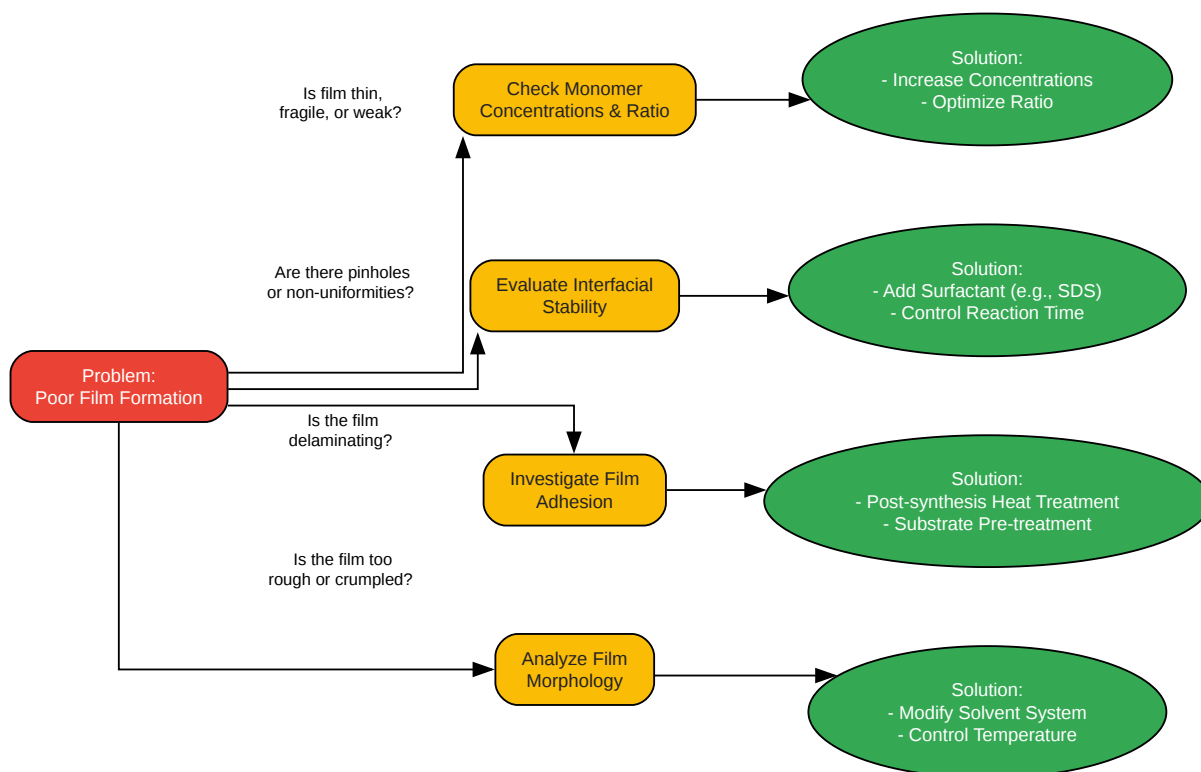 Is film thin,
fragile, or weak?
Check Monomer
Concentrations & Ratio
Solution:
- Increase Concentrations
- Optimize Ratio
Are there pinholes
or non-uniformities?
Evaluate Interfacial
Stability
Solution:
- Add Surfactant (e.g., SDS)
- Control Reaction Time
Problem:
Poor Film Formation
Is the film
delaminating?
Investigate Film
Adhesion
Solution:
- Post-synthesis Heat Treatment
- Substrate Pre-treatment
Is the film too
rough or crumpled?
Analyze Film
Morphology
Solution:
- Modify Solvent System
- Control Temperature